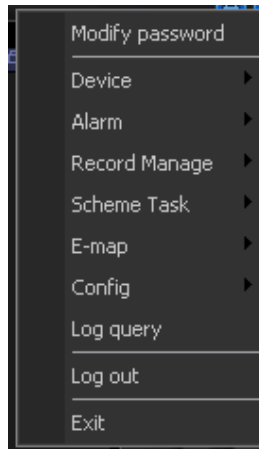 Modify password
Device
Alarm
Record Manage
Scheme Task
E-map
Config
Log query
Log out
Exit